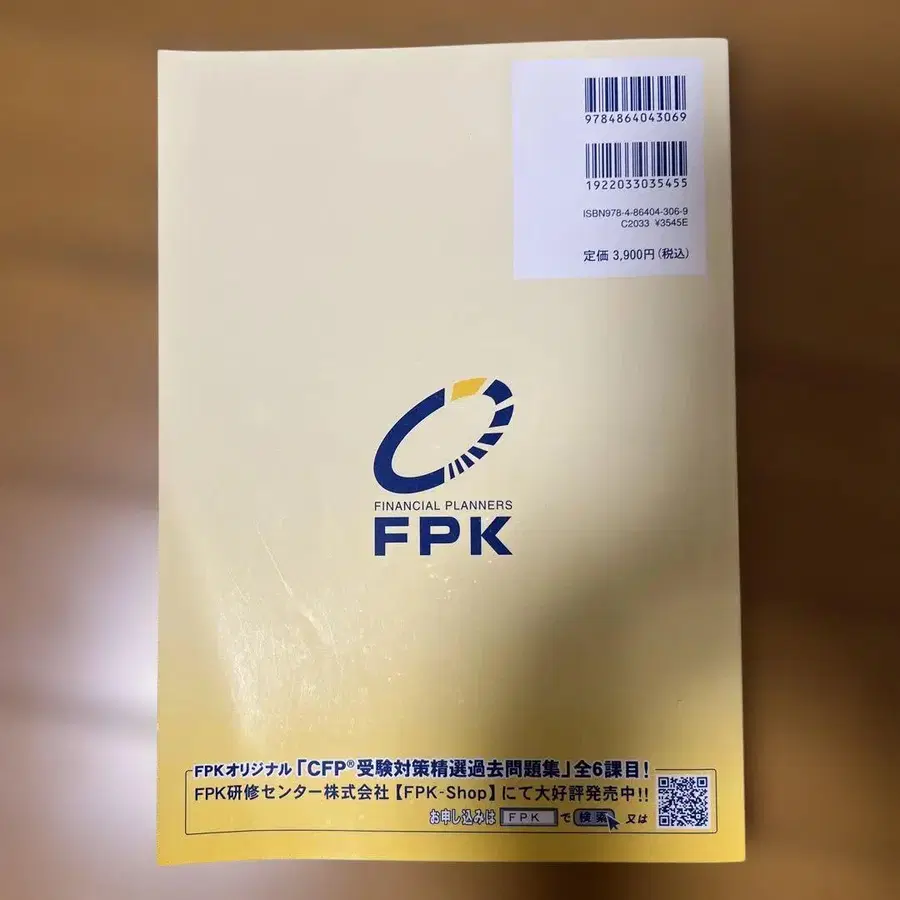 9784864043069
1922033035455
ISBN978-4-86404-306-9
C2033 ¥3545E
定価 3,900円(税込)
FINANCIAL PLANNERS
FPK
FPKオリジナル「CFP®受験対策精選過去問題集」全6課目!
FPK研修センター株式会社【FPK-Shop】にて大好評発売中!!
お申し込みは FPK で 検索 又は